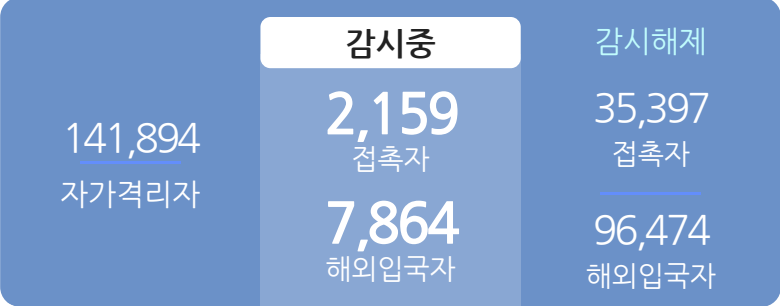 141,894
자가격리자
감시중
2,159
접촉자
7,864
해외입국자
감시해제
35,397
접촉자
96,474
해외입국자